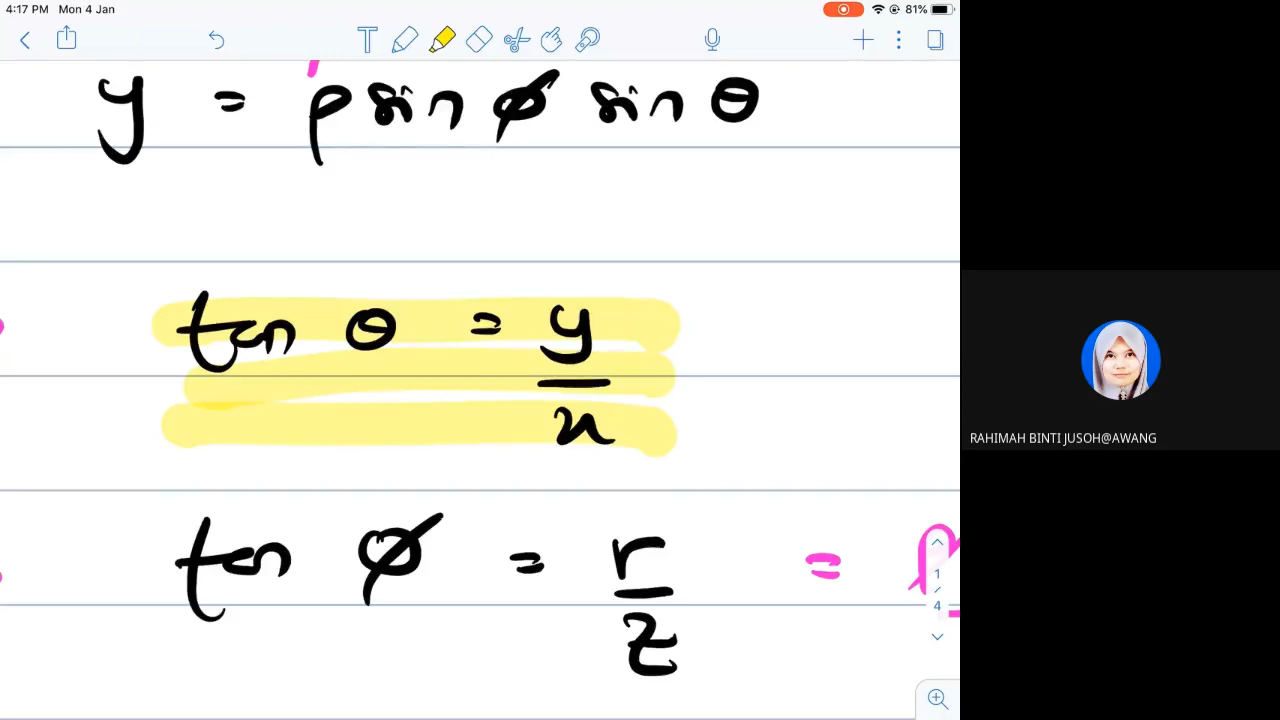 4:17 PM Mon 4 Jan
81%
y = ρ sin φ sin θ
tan θ = y/x
tan φ = r/z =
1
4
RAHIMAH BINTI JUSOH@AWANG